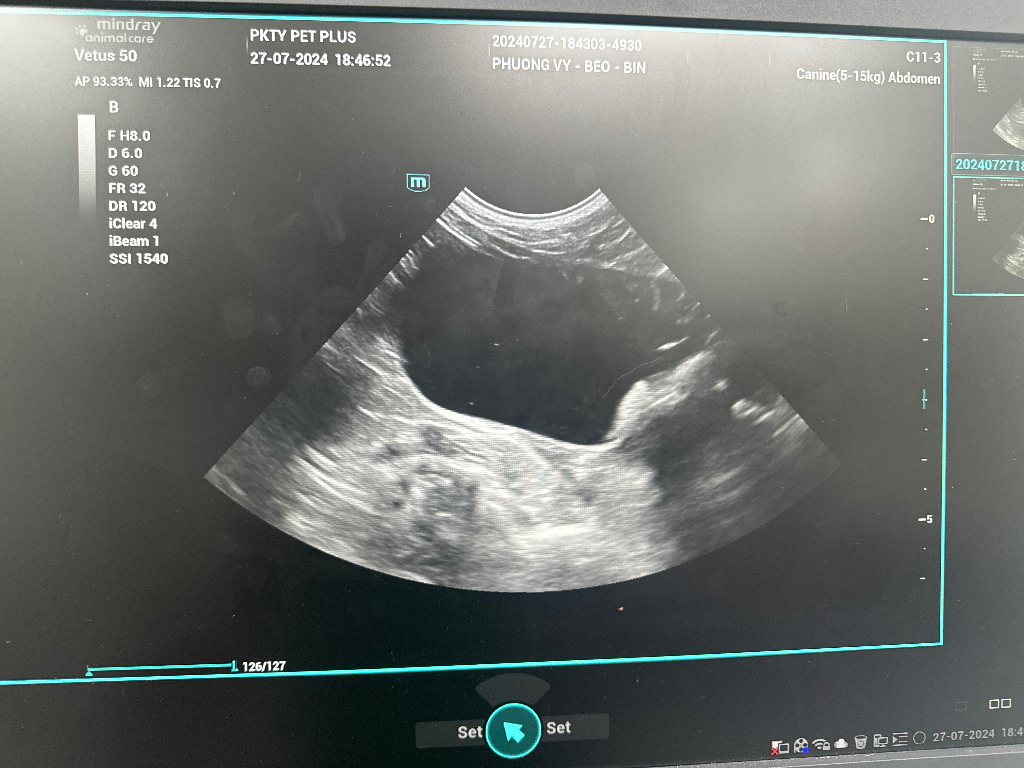 mindray
animal care
Vetus 50
PKTY PET PLUS
27-07-2024 18:46:52
20240727-184303-4930
PHUONG VY - BEO - BIN
C11-3
Canine(5-15kg) Abdomen
AP 93.33% MI 1.22 TIS 0.7
B
F H8.0
D 6.0
G 60
FR 32
DR 120
iClear 4
iBeam 1
SSI 1540
m
0
5
2024072718
126/127
Set
Set
27-07-2024 18:4